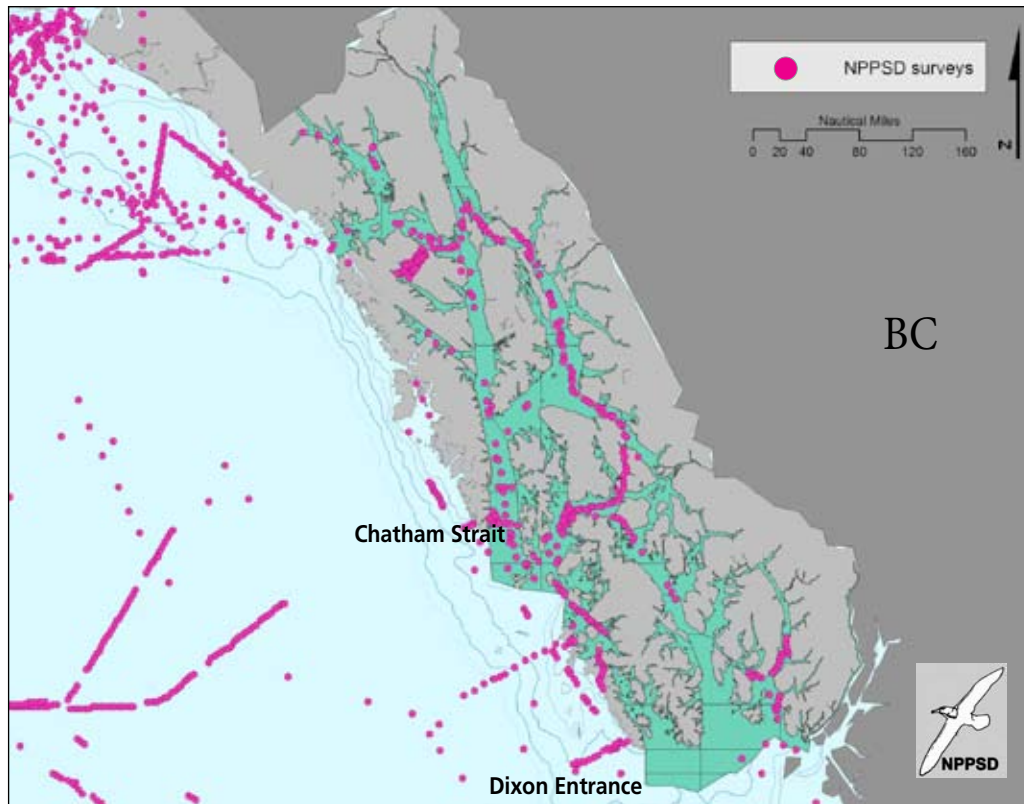 NPPSD surveys
Nautical Miles
0 20 40 80 120 160
N
BC
Chatham Strait
Dixon Entrance
NPPSD